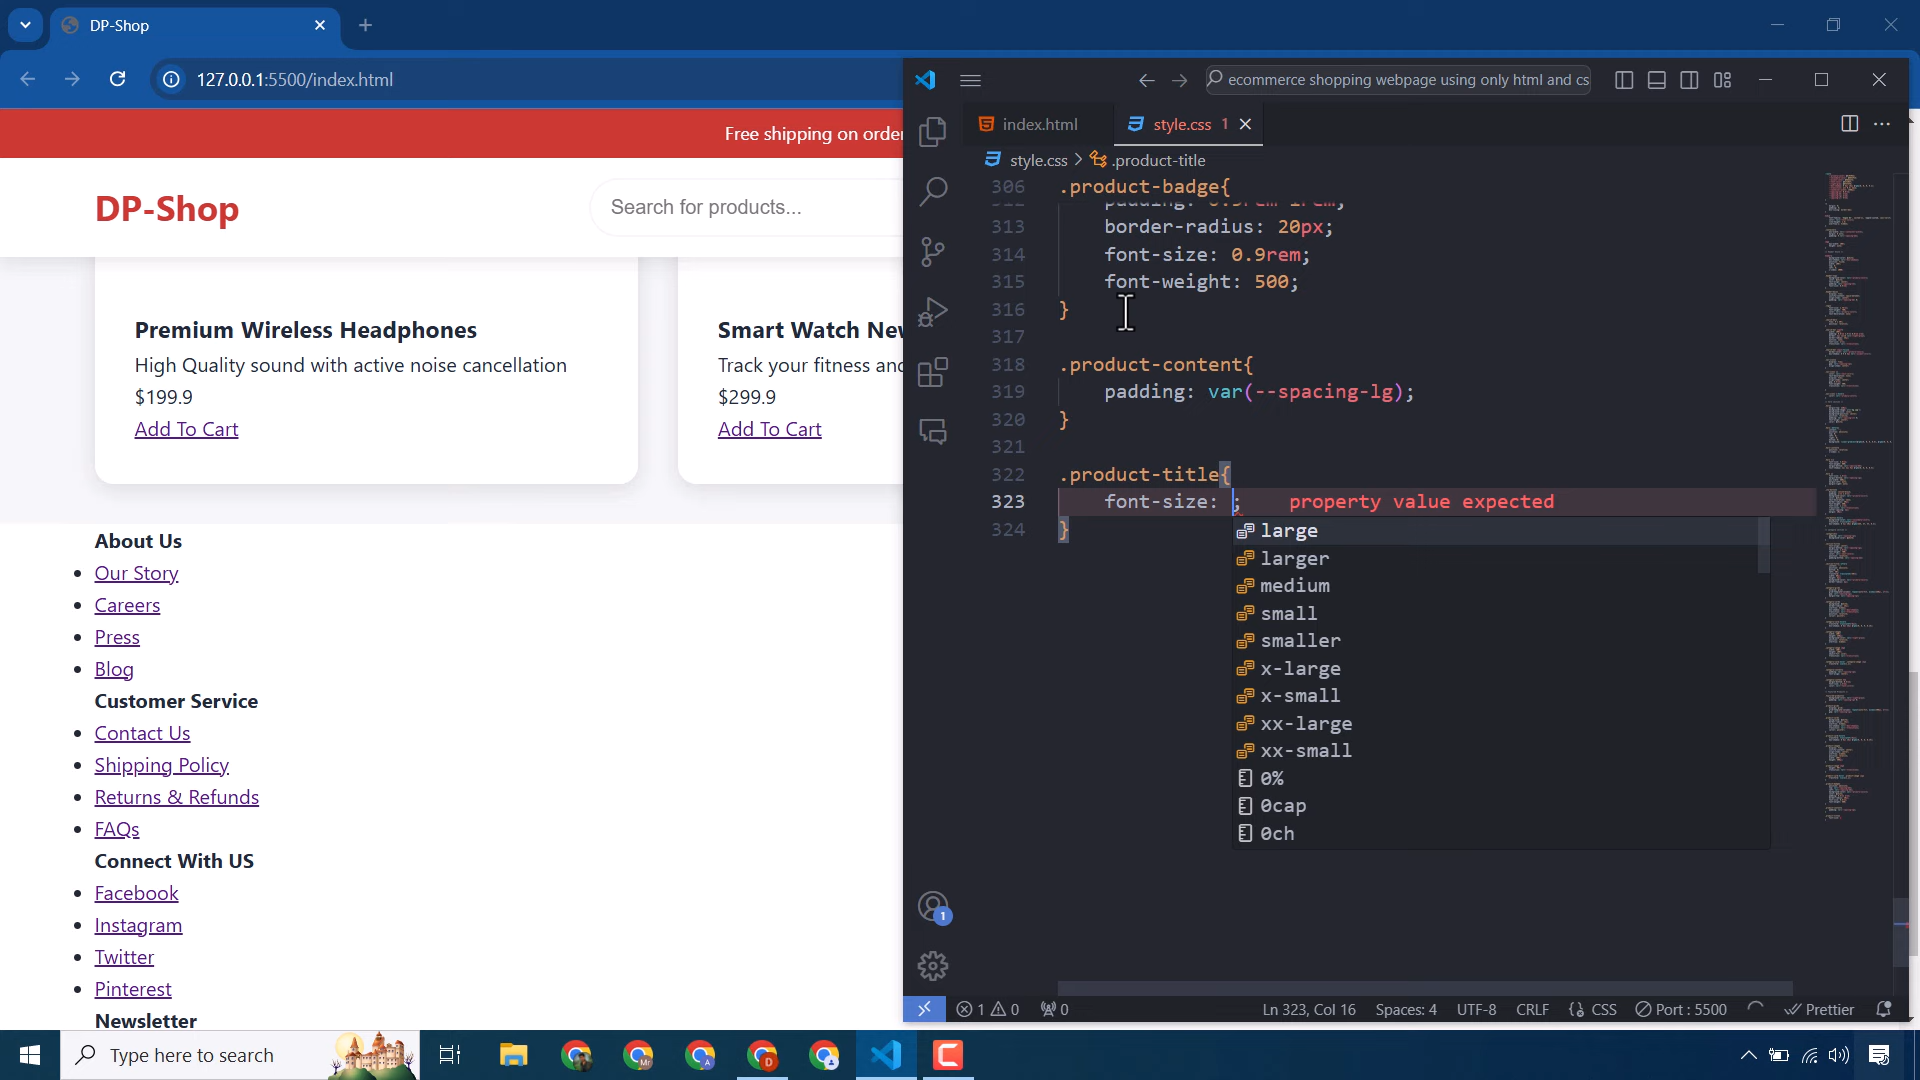 DP-Shop
127.0.0.1:5500/index.html
Free shipping on order
DP-Shop
Search for products...
Premium Wireless Headphones
High Quality sound with active noise cancellation
$199.9
Add To Cart
Smart Watch Ne
Track your fitness and
$299.9
Add To Cart
About Us
Our Story
Careers
Press
Blog
Customer Service
Contact Us
Shipping Policy
Returns & Refunds
FAQs
Connect With US
Facebook
Instagram
Twitter
Pinterest
Newsletter
ecommerce shopping webpage using only html and cs
index.html
style.css 1
style.css > .product-title
306 .product-badge{
312 padding: 0.5rem 1rem;
313 border-radius: 20px;
314 font-size: 0.9rem;
315 font-weight: 500;
316 }
317
318 .product-content{
319 padding: var(--spacing-lg);
320 }
321
322 .product-title{
323 font-size: ; property value expected
324 }
large
larger
medium
small
smaller
x-large
x-small
xx-large
xx-small
0%
0cap
0ch
1
1 0 0
Ln 323, Col 16 Spaces: 4 UTF-8 CRLF {} CSS Port : 5500 Prettier
Type here to search